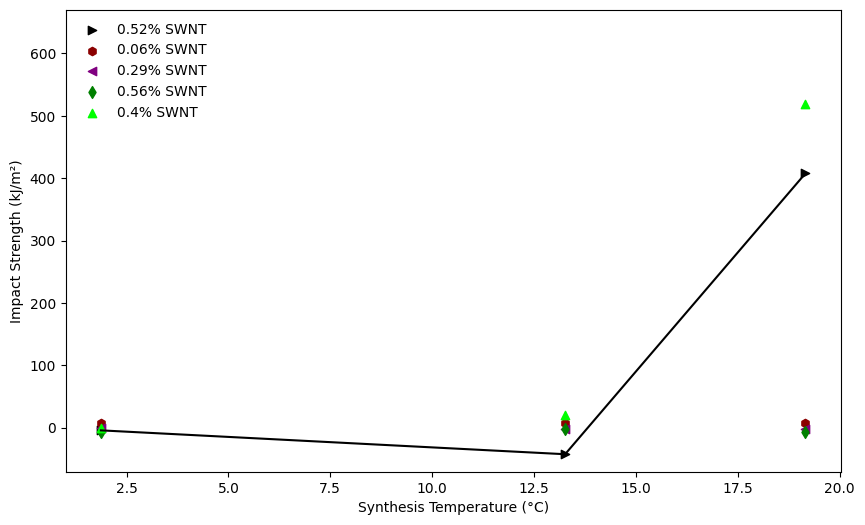 0.52% SWNT
0.06% SWNT
0.29% SWNT
0.56% SWNT
0.4% SWNT
600
500
400
300
200
100
0
Impact Strength (kJ/m²)
2.5 5.0 7.5 10.0 12.5 15.0 17.5 20.0
Synthesis Temperature (°C)